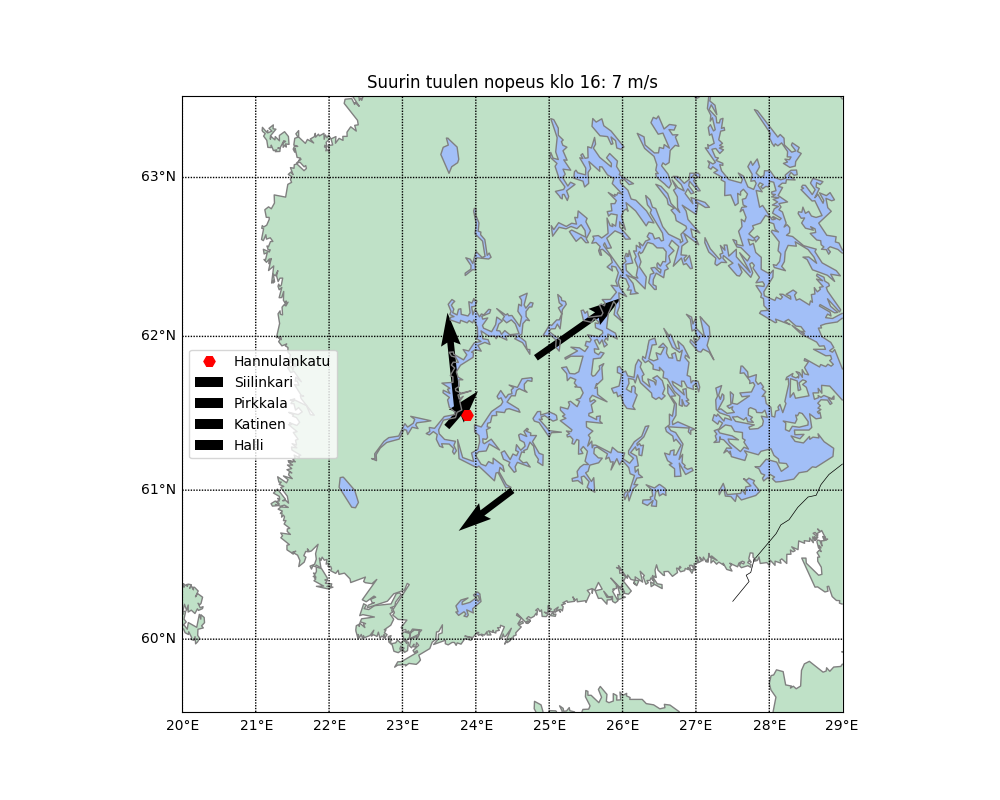 Suurin tuulen nopeus klo 16: 7 m/s
63°N
62°N
61°N
60°N
Hannulankatu
Siilinkari
Pirkkala
Katinen
Halli
20°E 21°E 22°E 23°E 24°E 25°E 26°E 27°E 28°E 29°E